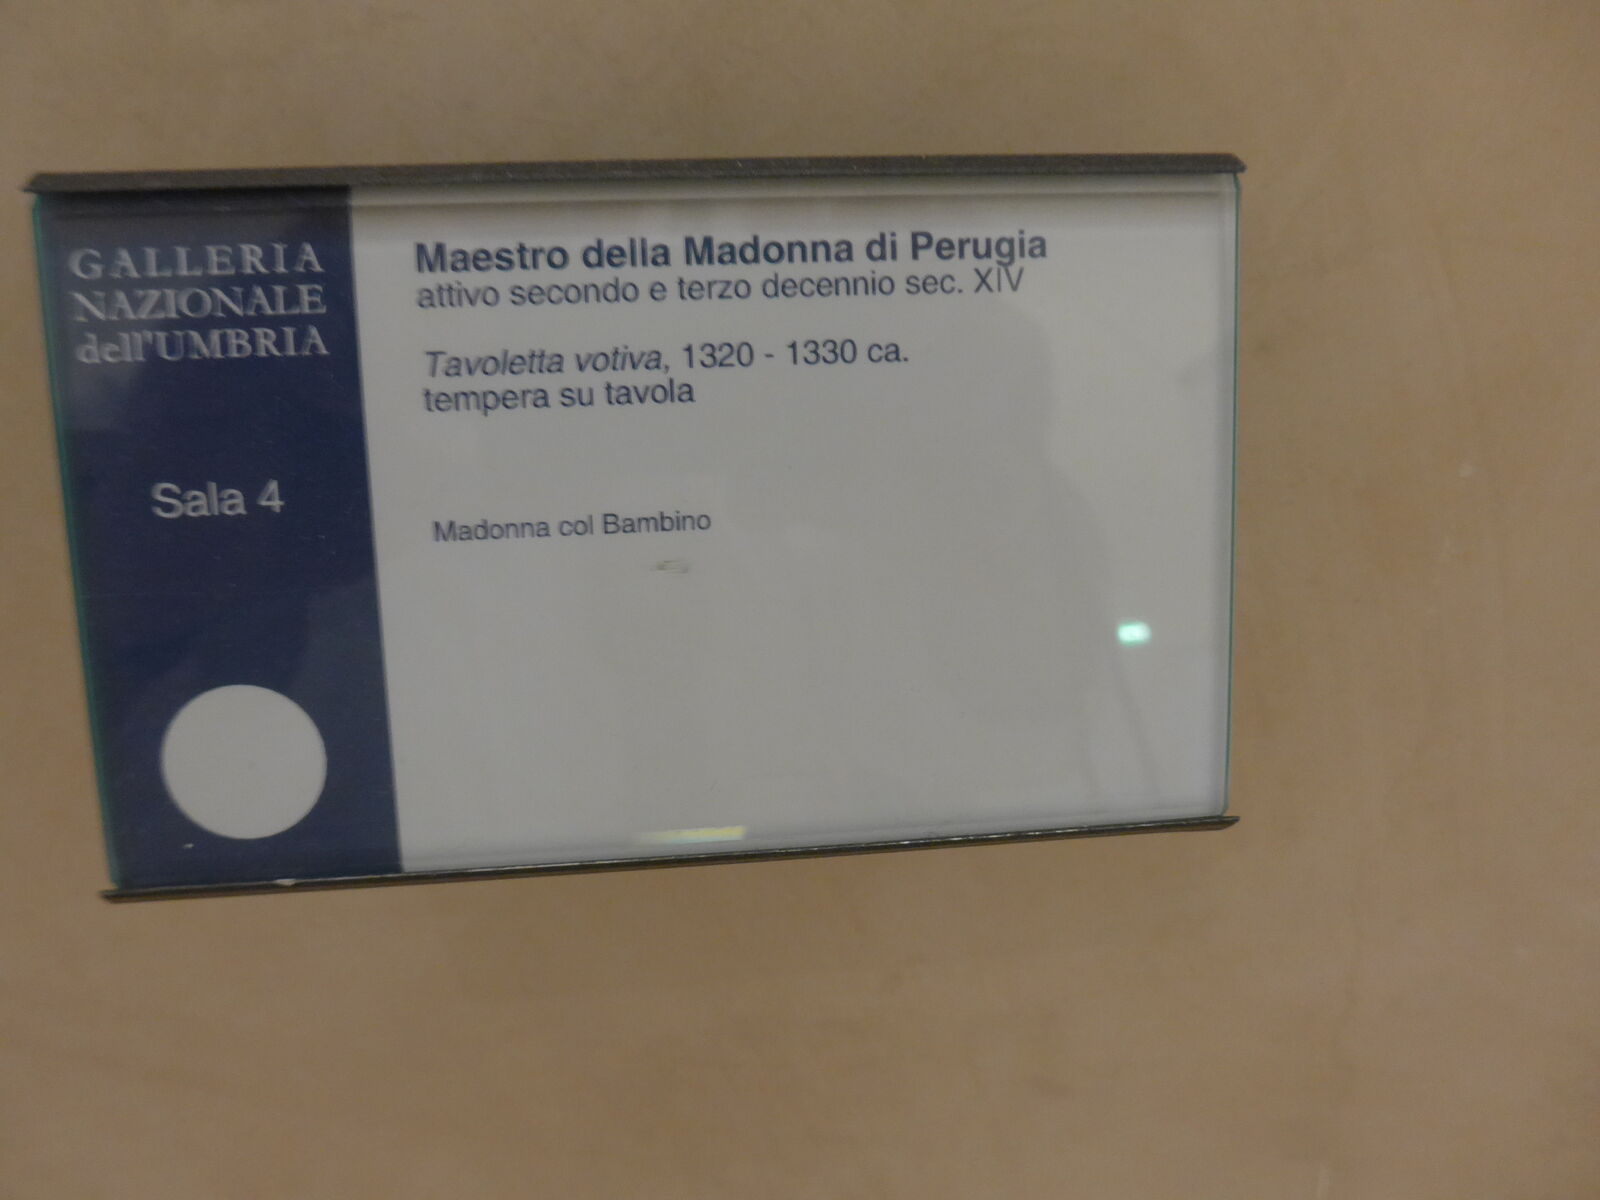 GALLERIA
NAZIONALE
dell'UMBRIA
Sala 4
Maestro della Madonna di Perugia
attivo secondo e terzo decennio sec. XIV
Tavoletta votiva, 1320 - 1330 ca.
tempera su tavola
Madonna col Bambino